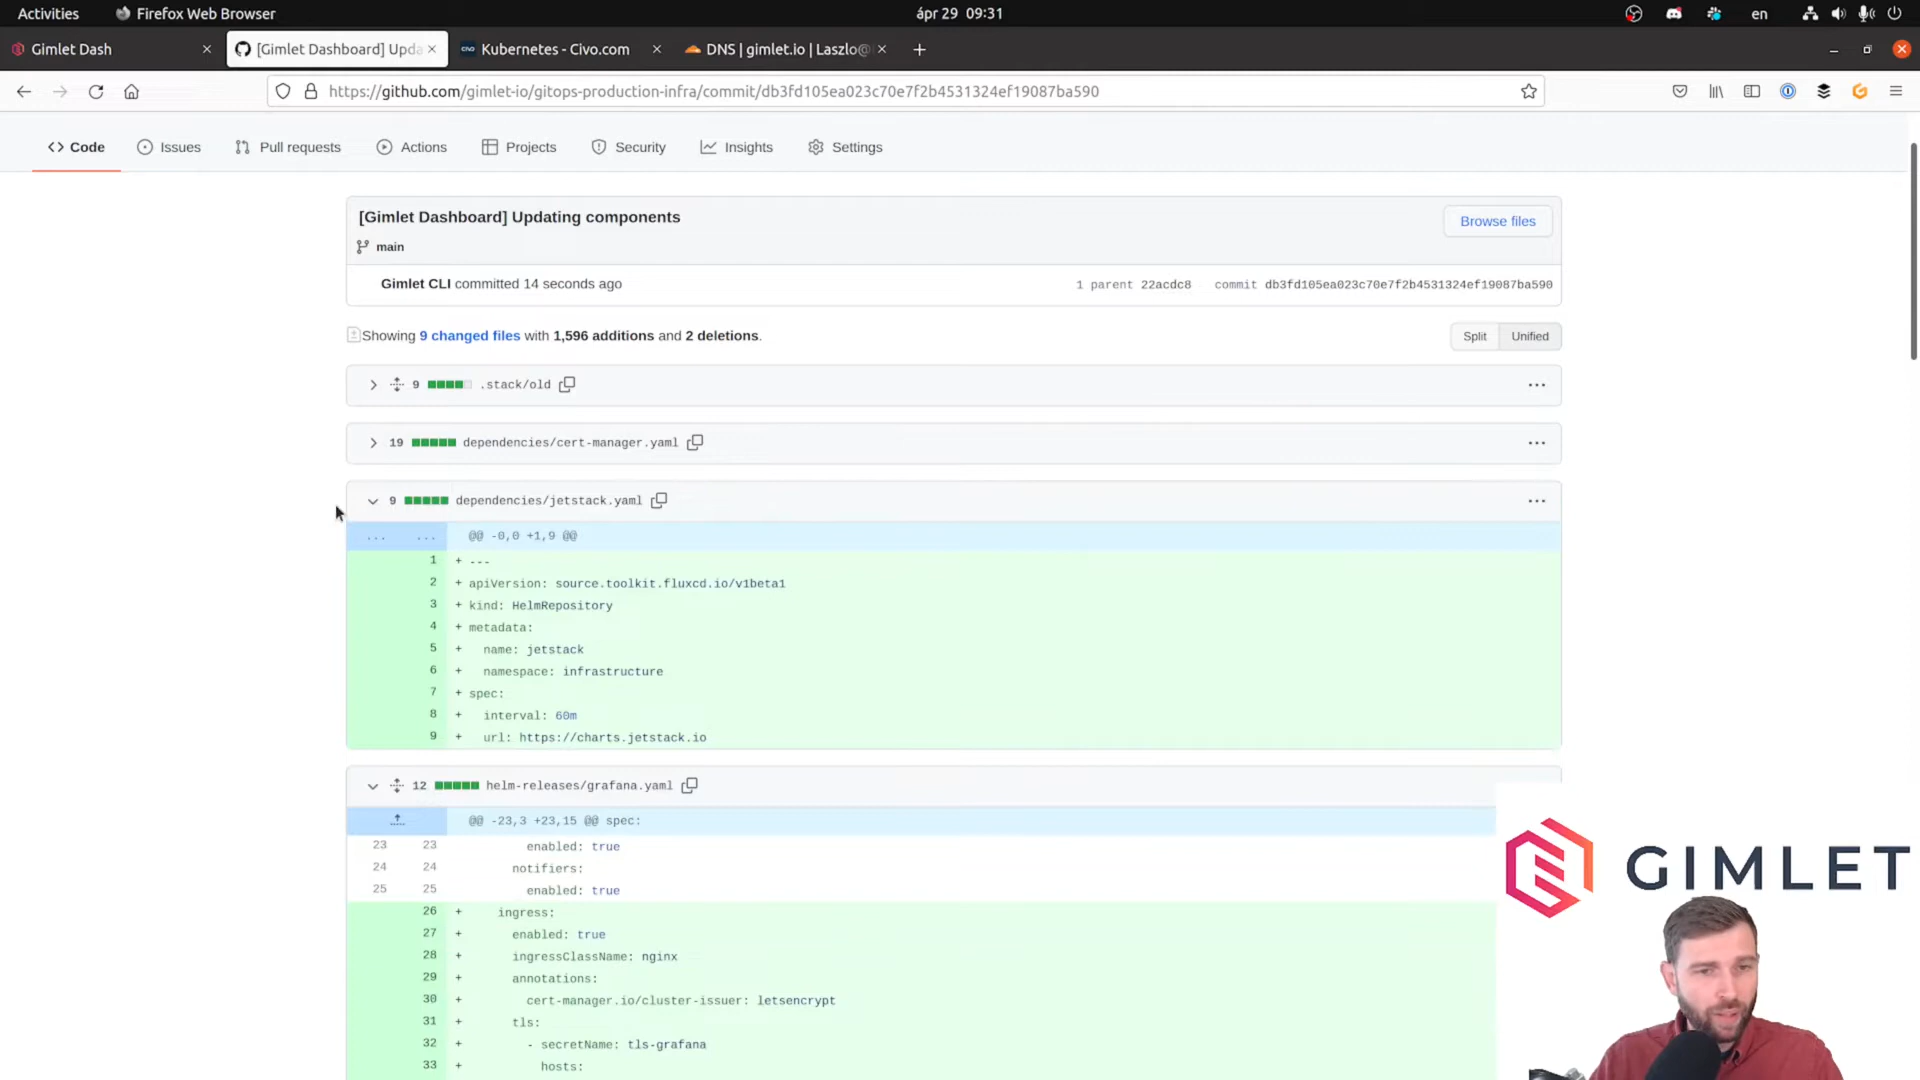 Activities
Firefox Web Browser
ápr 29 09:31
en
Gimlet Dash
[Gimlet Dashboard] Upda
Kubernetes - Civo.com
DNS | gimlet.io | Laszlo@
https://github.com/gimlet-io/gitops-production-infra/commit/db3fd105ea023c70e7f2b4531324ef19087ba590
Code
Issues
Pull requests
Actions
Projects
Security
Insights
Settings
[Gimlet Dashboard] Updating components
Browse files
main
Gimlet CLI committed 14 seconds ago
1 parent 22acdc8 commit db3fd105ea023c70e7f2b4531324ef19087ba590
Showing 9 changed files with 1,596 additions and 2 deletions.
Split Unified
9 .stack/old
19 dependencies/cert-manager.yaml
9 dependencies/jetstack.yaml
... ... @@ -0,0 +1,9 @@
1 + ---
2 + apiVersion: source.toolkit.fluxcd.io/v1beta1
3 + kind: HelmRepository
4 + metadata:
5 + name: jetstack
6 + namespace: infrastructure
7 + spec:
8 + interval: 60m
9 + url: https://charts.jetstack.io
12 helm-releases/grafana.yaml
@@ -23,3 +23,15 @@ spec:
23 23 enabled: true
24 24 notifiers:
25 25 enabled: true
26 + ingress:
27 + enabled: true
28 + ingressClassName: nginx
29 + annotations:
30 + cert-manager.io/cluster-issuer: letsencrypt
31 + tls:
32 + - secretName: tls-grafana
33 + hosts:
GIMLET